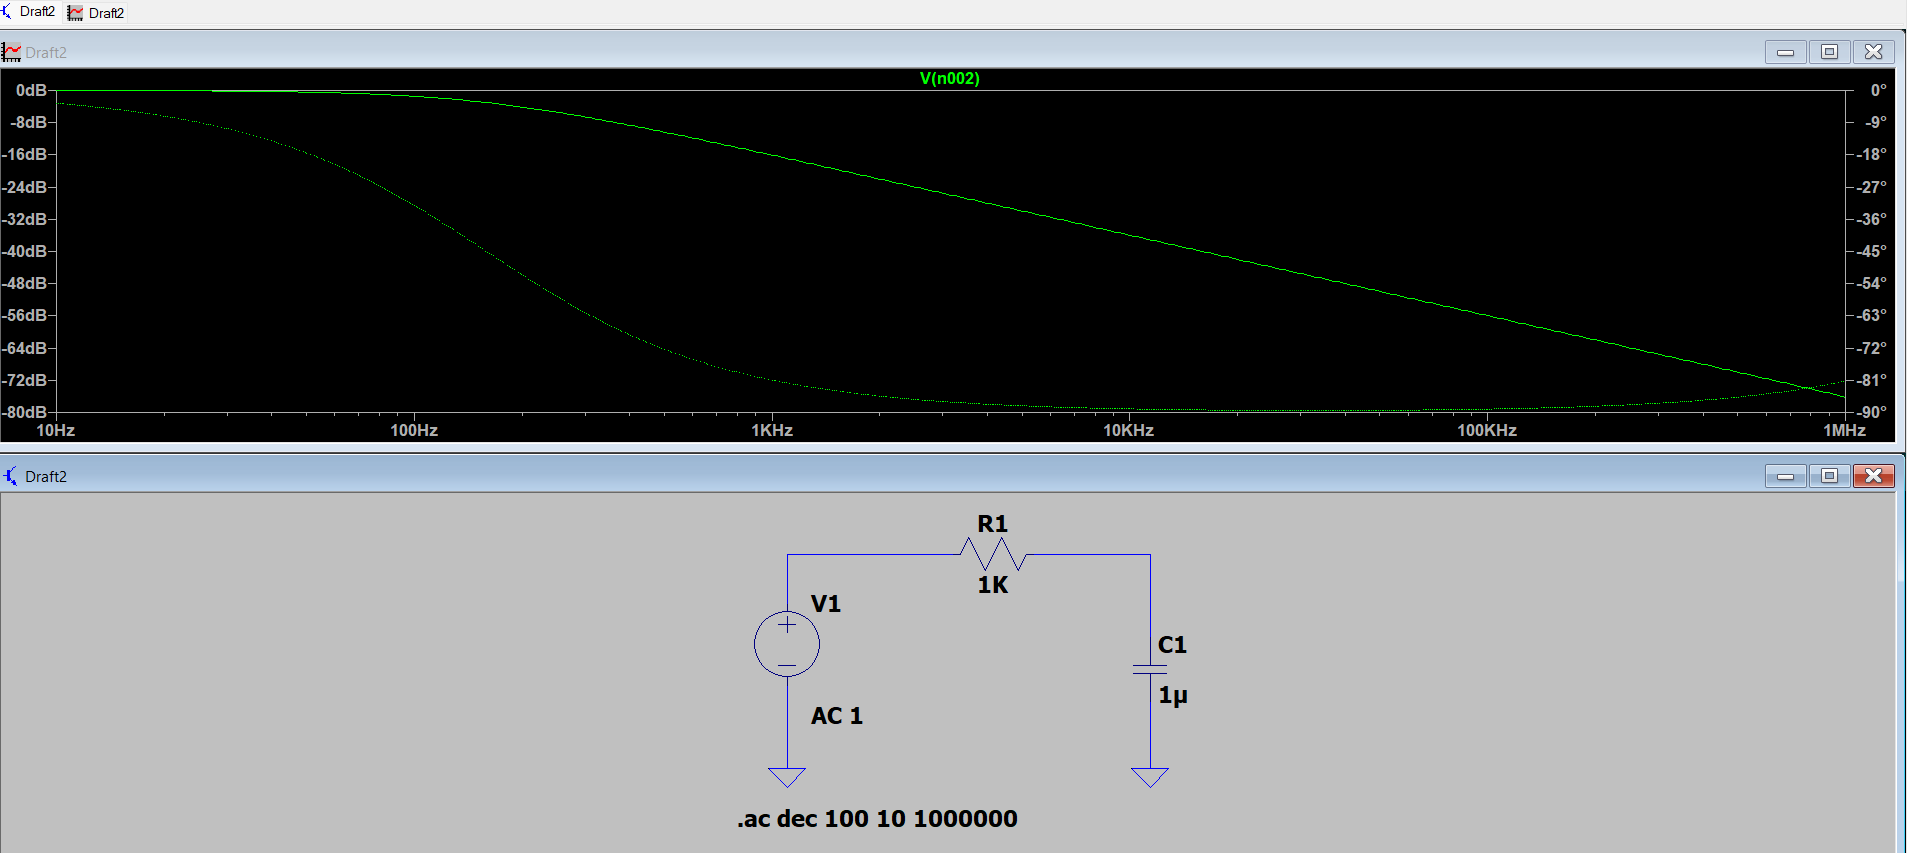 Draft2 Draft2
Draft2
V(n002)
0dB 0°
-8dB -9°
-16dB -18°
-24dB -27°
-32dB -36°
-40dB -45°
-48dB -54°
-56dB -63°
-64dB -72°
-72dB -81°
-80dB -90°
10Hz 100Hz 1KHz 10KHz 100KHz 1MHz
Draft2
R1
1K
V1
C1
1µ
AC 1
.ac dec 100 10 1000000